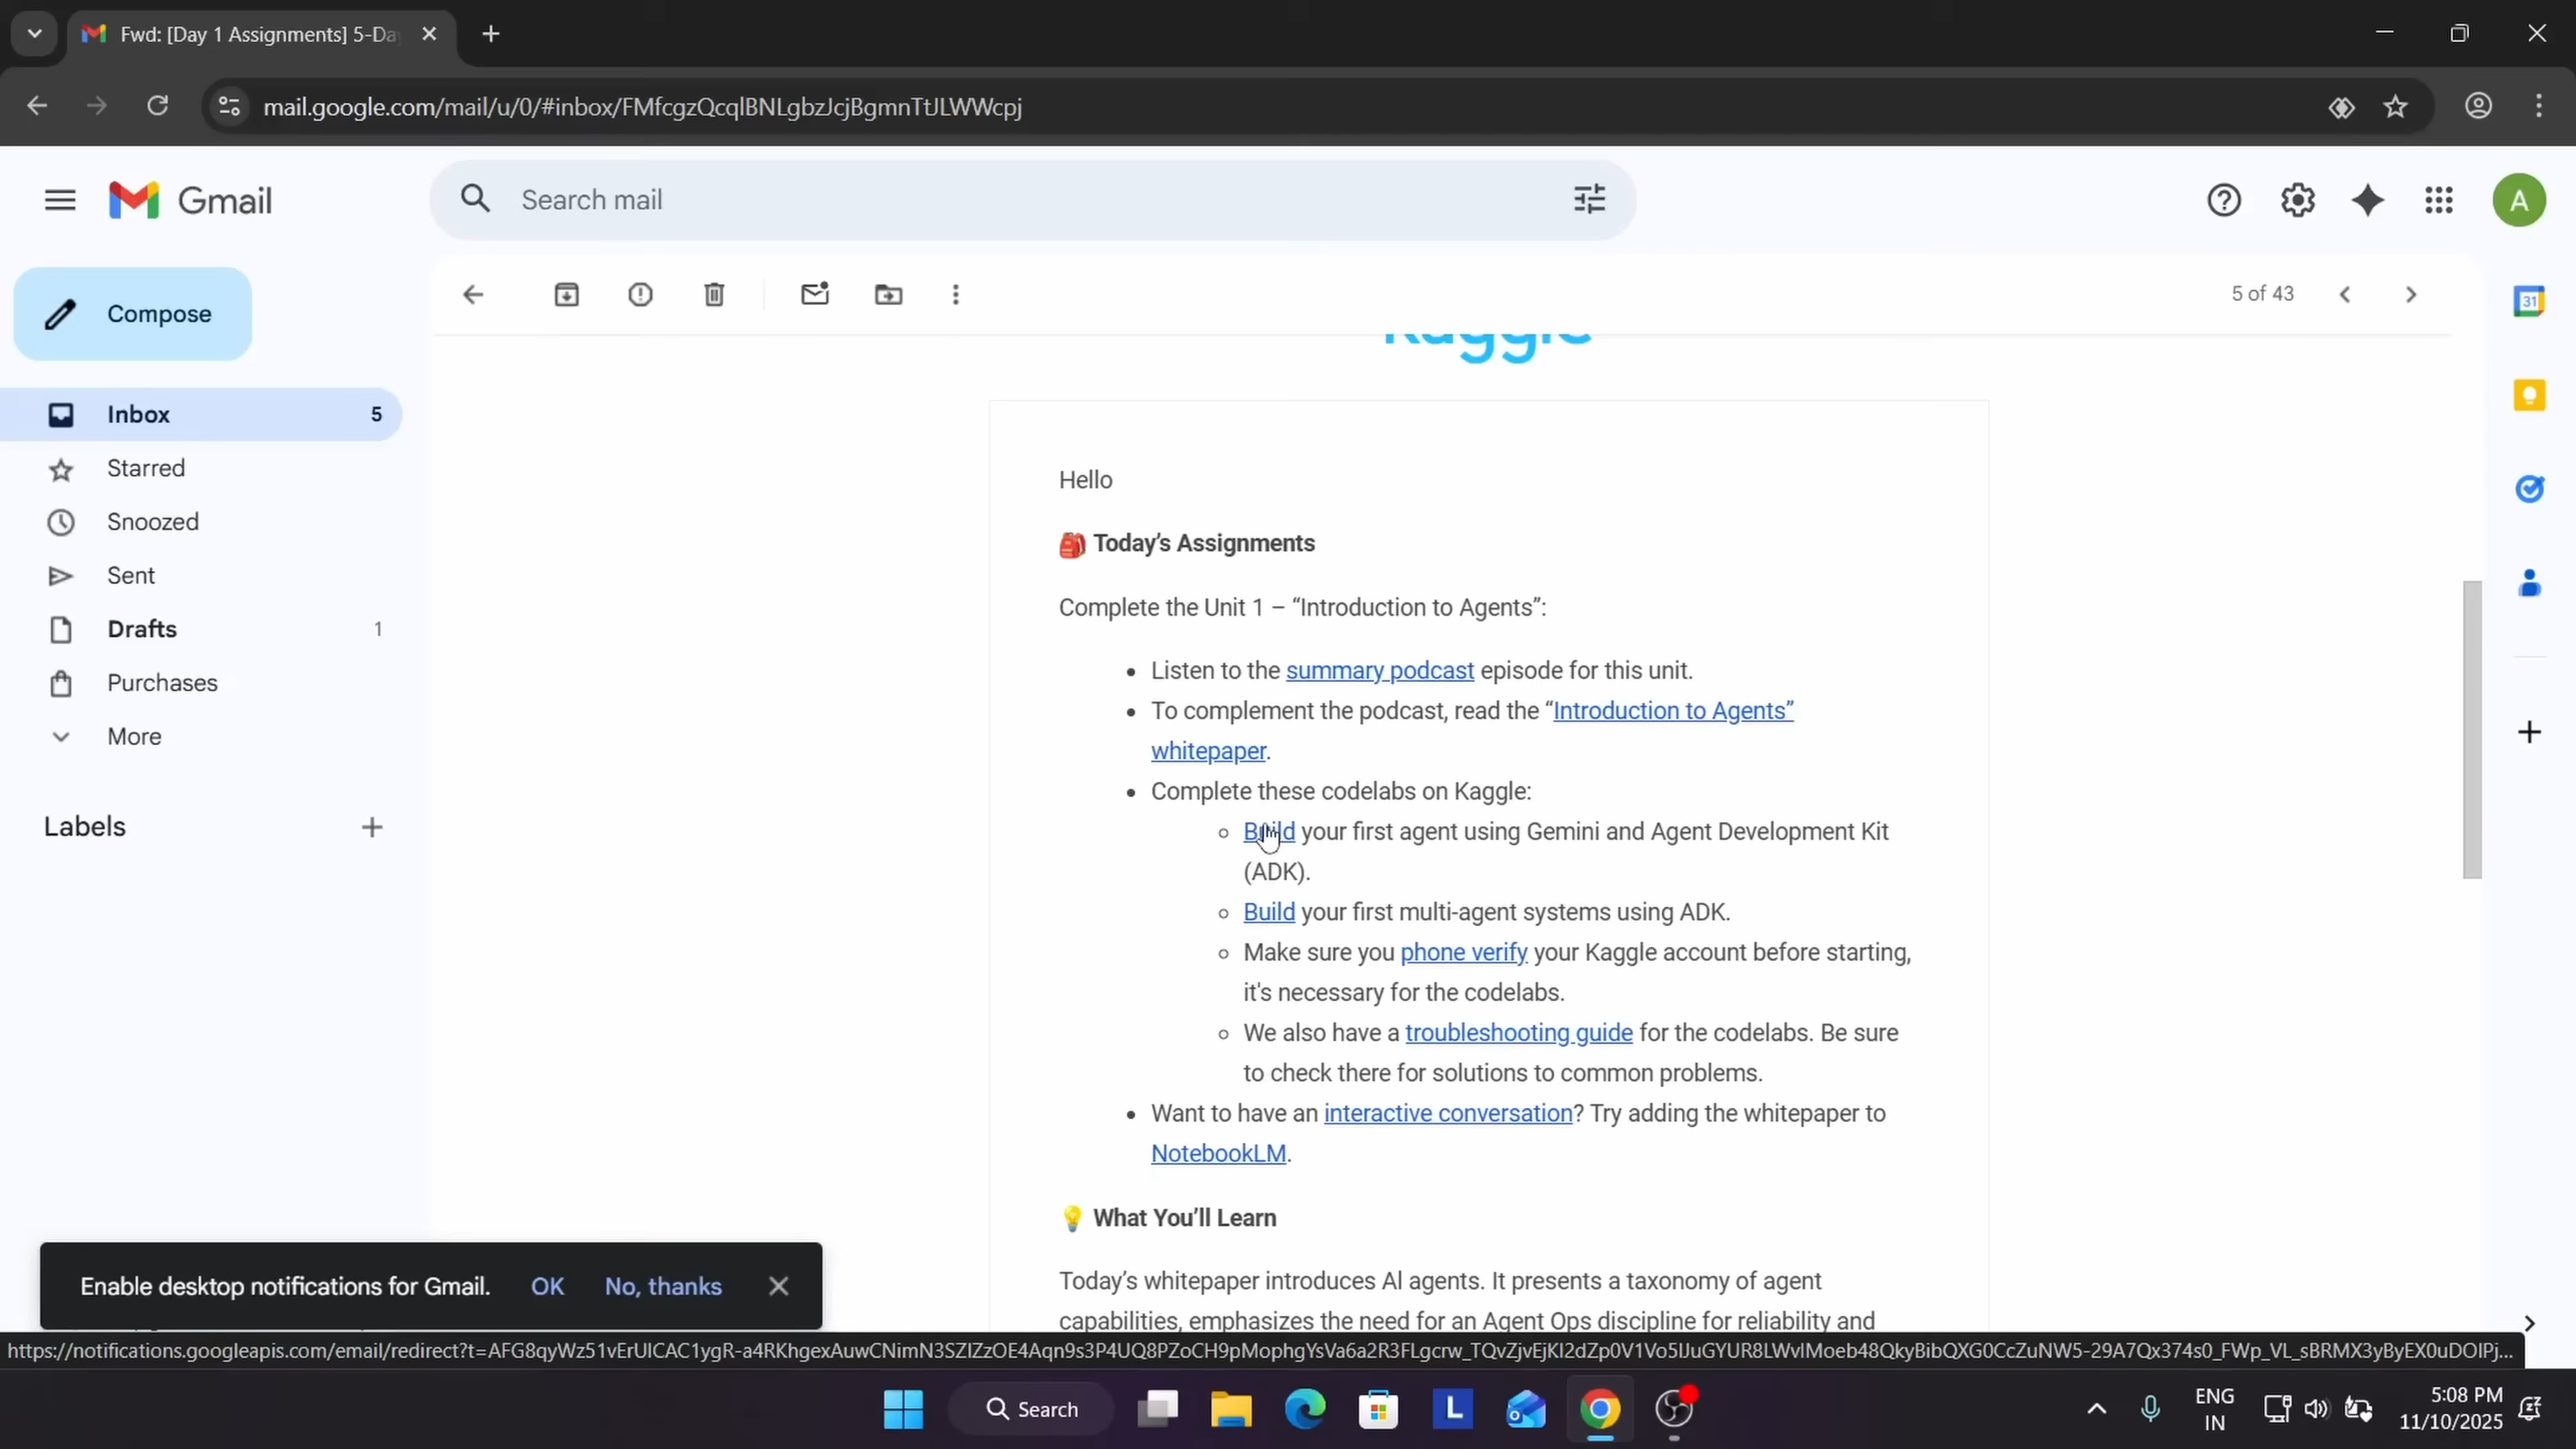 Fwd: [Day 1 Assignments] 5-Da
mail.google.com/mail/u/0/#inbox/FMfcgzQcqlBNLgbzJcjBgmnTtJLWWcpj
Gmail
Search mail
A
Compose
5 of 43
31
Inbox 5
Starred
Snoozed
Sent
Drafts 1
Purchases
More
Labels
Kaggle
Hello
🎒 Today’s Assignments
Complete the Unit 1 – “Introduction to Agents”:
• Listen to the summary podcast episode for this unit.
• To complement the podcast, read the “Introduction to Agents”
whitepaper.
• Complete these codelabs on Kaggle:
◦ Build your first agent using Gemini and Agent Development Kit
(ADK).
◦ Build your first multi-agent systems using ADK.
◦ Make sure you phone verify your Kaggle account before starting,
it's necessary for the codelabs.
◦ We also have a troubleshooting guide for the codelabs. Be sure
to check there for solutions to common problems.
• Want to have an interactive conversation? Try adding the whitepaper to
NotebookLM.
💡 What You’ll Learn
Today’s whitepaper introduces AI agents. It presents a taxonomy of agent
capabilities, emphasizes the need for an Agent Ops discipline for reliability and
Enable desktop notifications for Gmail. OK No, thanks
Search
L
ENG
IN
5:08 PM
11/10/2025